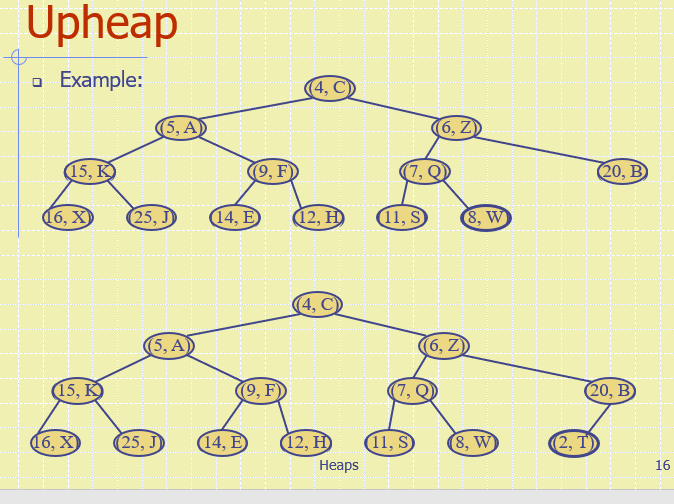 Upheap
Example:
(4, C)
(5, A) (6, Z)
(15, K) (9, F) (7, Q) (20, B)
(16, X) (25, J) (14, E) (12, H) (11, S) (8, W)
(4, C)
(5, A) (6, Z)
(15, K) (9, F) (7, Q) (20, B)
(16, X) (25, J) (14, E) (12, H) (11, S) (8, W) (2, T)
Heaps 16